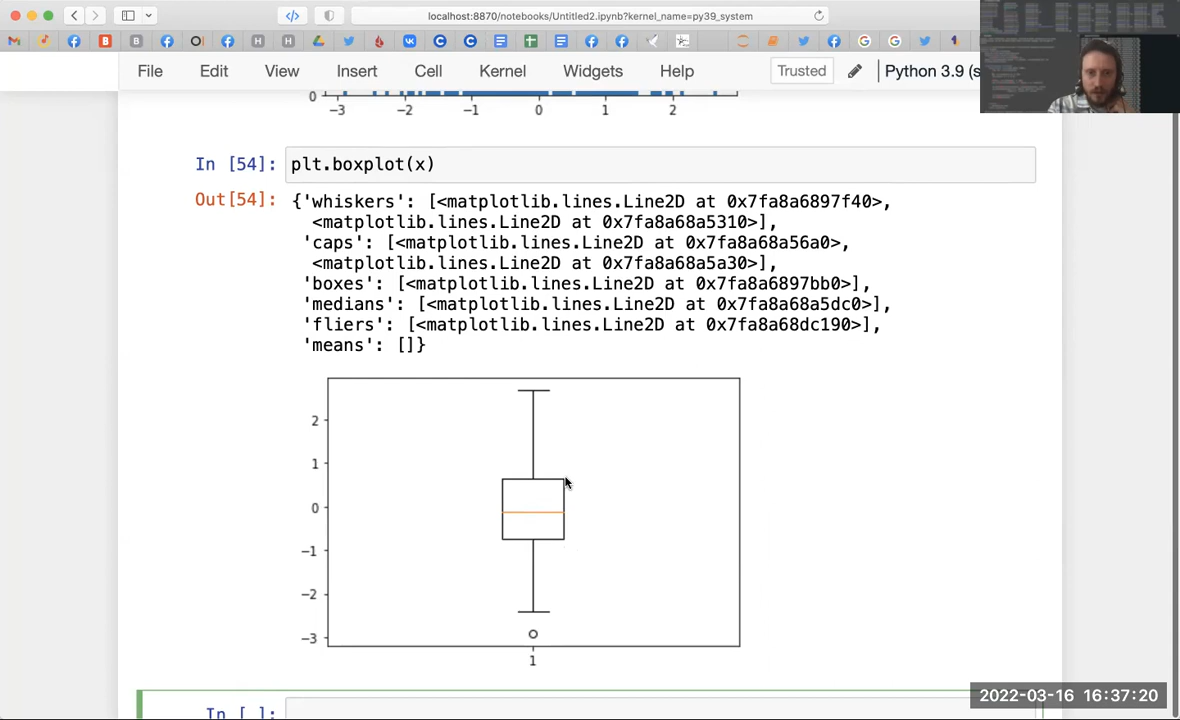 localhost:8870/notebooks/Untitled2.ipynb?kernel_name=py39_system
File Edit View Insert Cell Kernel Widgets Help Trusted Python 3.9 (s
0
−3 −2 −1 0 1 2
In [54]: plt.boxplot(x)
Out[54]: {'whiskers': [<matplotlib.lines.Line2D at 0x7fa8a6897f40>,
<matplotlib.lines.Line2D at 0x7fa8a68a5310>],
'caps': [<matplotlib.lines.Line2D at 0x7fa8a68a56a0>,
<matplotlib.lines.Line2D at 0x7fa8a68a5a30>],
'boxes': [<matplotlib.lines.Line2D at 0x7fa8a6897bb0>],
'medians': [<matplotlib.lines.Line2D at 0x7fa8a68a5dc0>],
'fliers': [<matplotlib.lines.Line2D at 0x7fa8a68dc190>],
'means': []}
2
1
0
−1
−2
−3
1
In [ ]:
2022-03-16 16:37:20